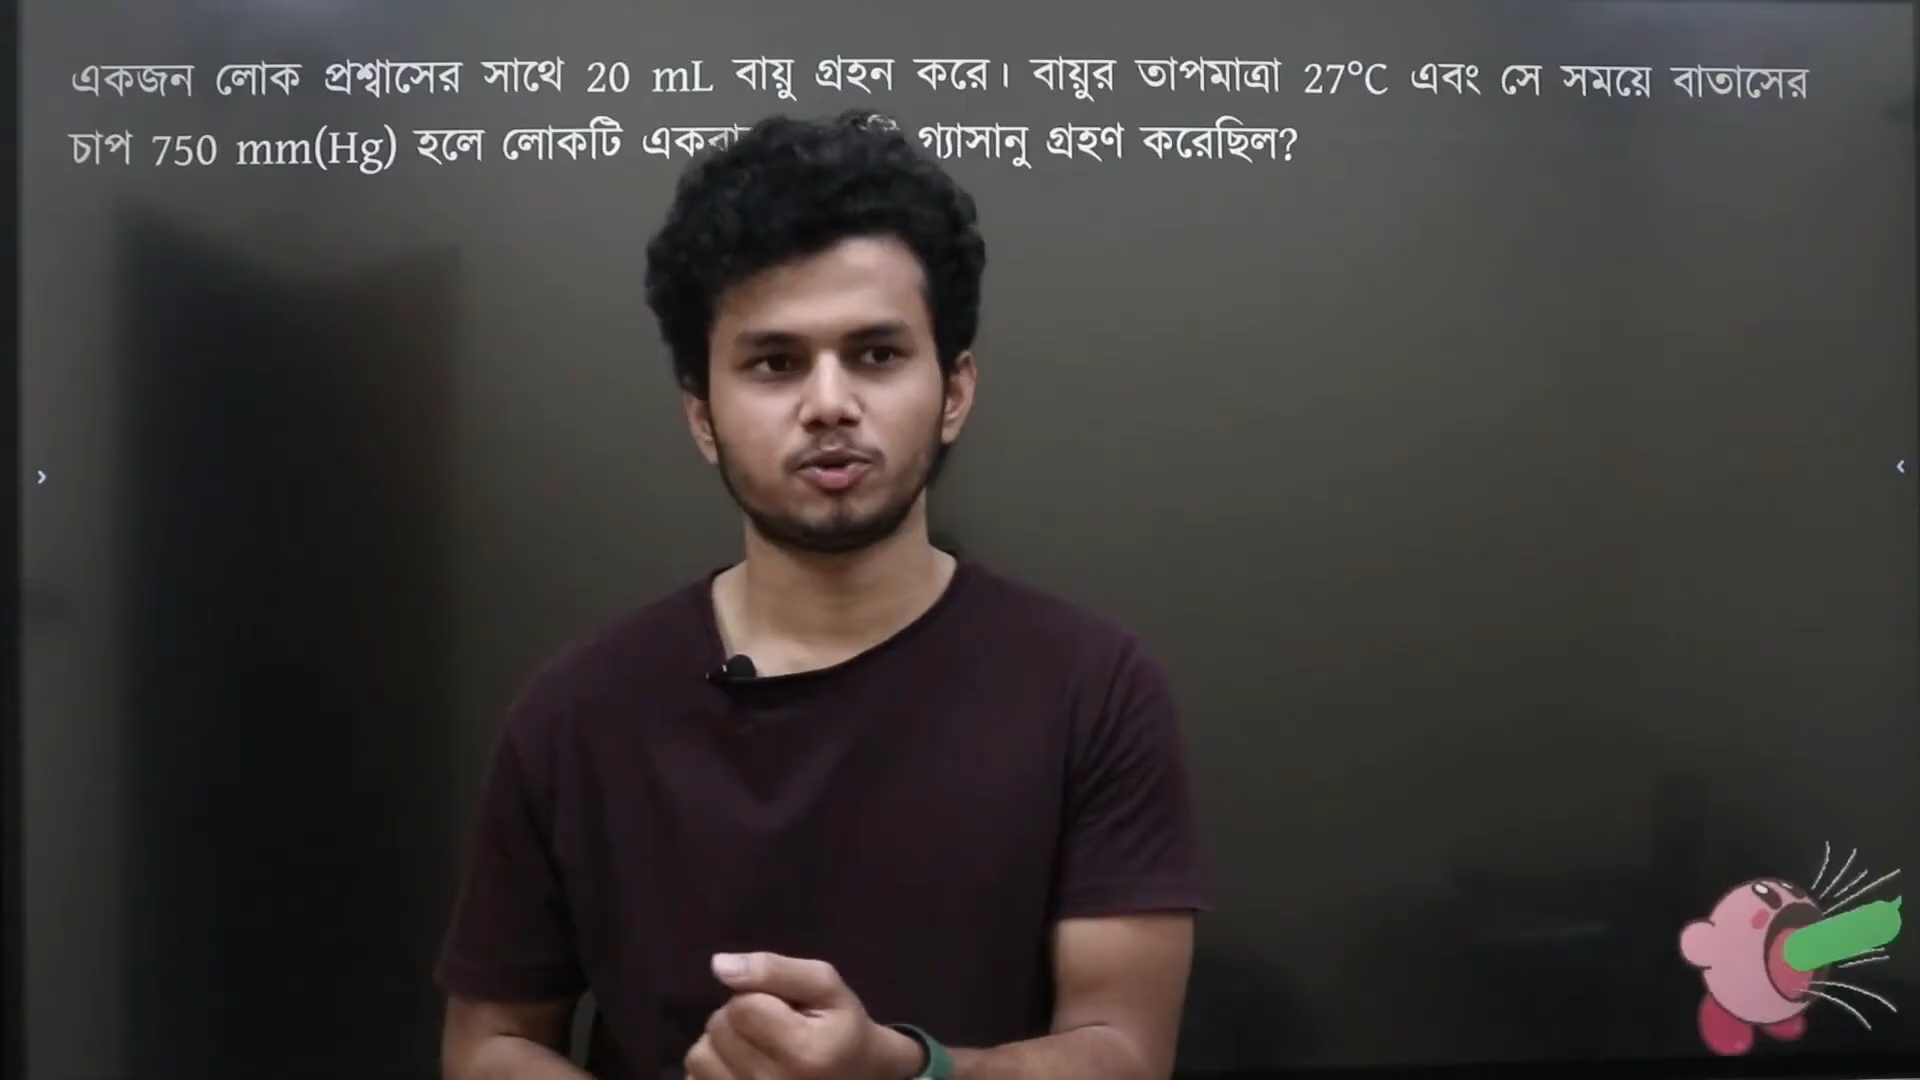 একজন লোক প্রশ্বাসের সাথে 20 mL বায়ু গ্রহন করে। বায়ুর তাপমাত্রা 27°C এবং সে সময়ে বাতাসের
চাপ 750 mm(Hg) হলে লোকটি গ্যাসানু গ্রহণ করেছিল?